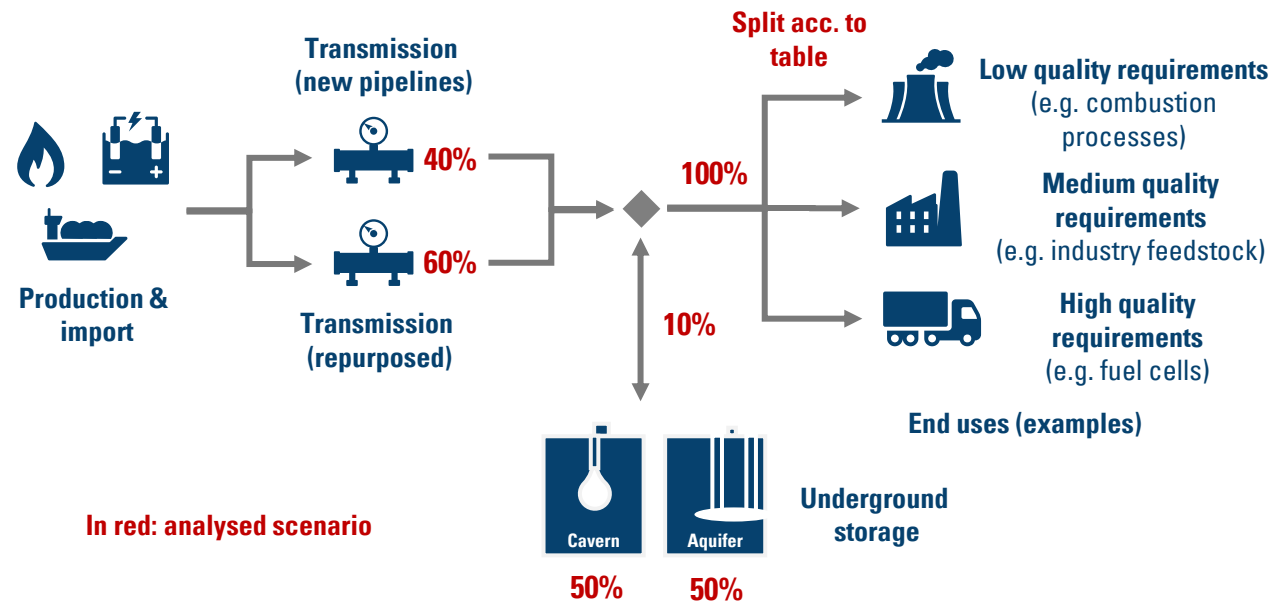 Split acc. to
table
Transmission
(new pipelines)
Low quality requirements
(e.g. combustion
processes)
40%
100%
Medium quality
requirements
(e.g. industry feedstock)
60%
Production &
import
Transmission
(repurposed)
10%
High quality
requirements
(e.g. fuel cells)
End uses (examples)
In red: analysed scenario
Cavern
Aquifer
Underground
storage
50%
50%